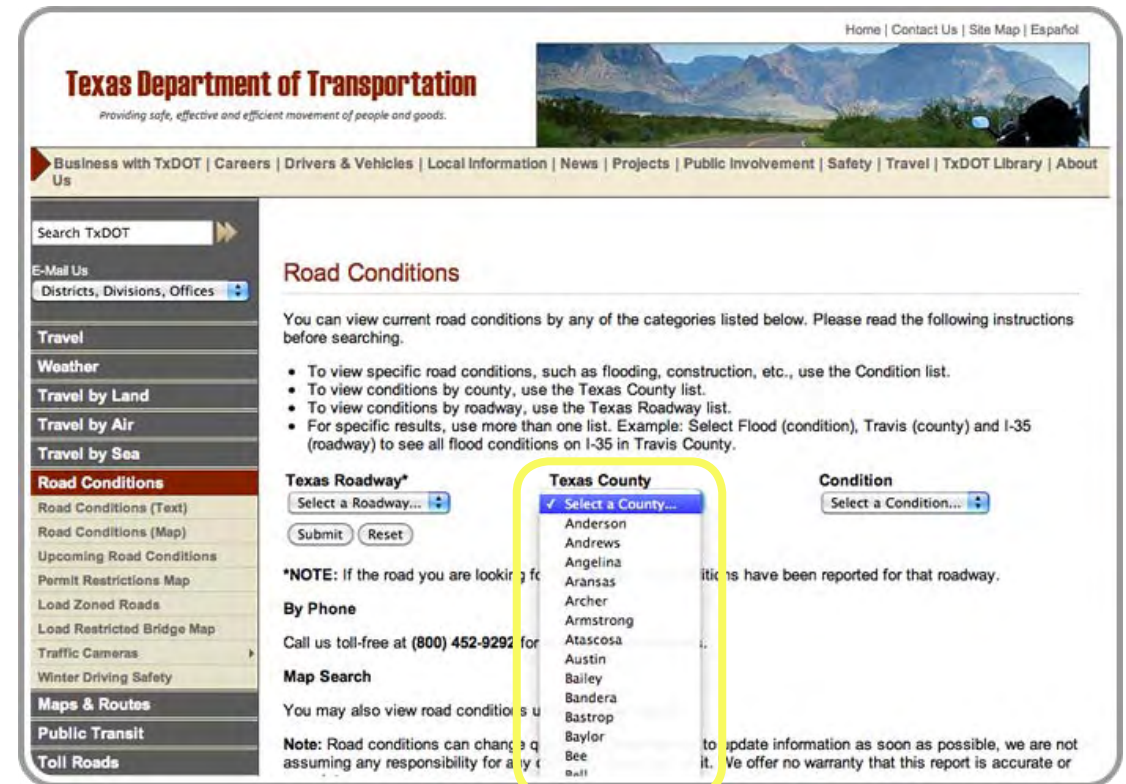 Home | Contact Us | Site Map | Español
Texas Department of Transportation
Providing safe, effective and efficient movement of people and goods.
Business with TxDOT | Careers | Drivers & Vehicles | Local Information | News | Projects | Public Involvement | Safety | Travel | TxDOT Library | About
Us
Search TxDOT
E-Mail Us
Districts, Divisions, Offices
Travel
Weather
Travel by Land
Travel by Air
Travel by Sea
Road Conditions
Road Conditions (Text)
Road Conditions (Map)
Upcoming Road Conditions
Permit Restrictions Map
Load Zoned Roads
Load Restricted Bridge Map
Traffic Cameras
Winter Driving Safety
Maps & Routes
Public Transit
Toll Roads
Road Conditions
You can view current road conditions by any of the categories listed below. Please read the following instructions
before searching.
• To view specific road conditions, such as flooding, construction, etc., use the Condition list.
• To view conditions by county, use the Texas County list.
• To view conditions by roadway, use the Texas Roadway list.
• For specific results, use more than one list. Example: Select Flood (condition), Travis (county) and I-35
(roadway) to see all flood conditions on I-35 in Travis County.
Texas Roadway*
Select a Roadway...
Submit Reset
Texas County
✓ Select a County...
Anderson
Andrews
Angelina
Aransas
Archer
Armstrong
Atascosa
Austin
Bailey
Bandera
Bastrop
Baylor
Bee
Condition
Select a Condition...
*NOTE: If the road you are looking have been reported for that roadway.
By Phone
Call us toll-free at (800) 452-9292 for
Map Search
You may also view road conditions
Note: Road conditions can change to update information as soon as possible, we are not
assuming any responsibility for any it. We offer no warranty that this report is accurate or